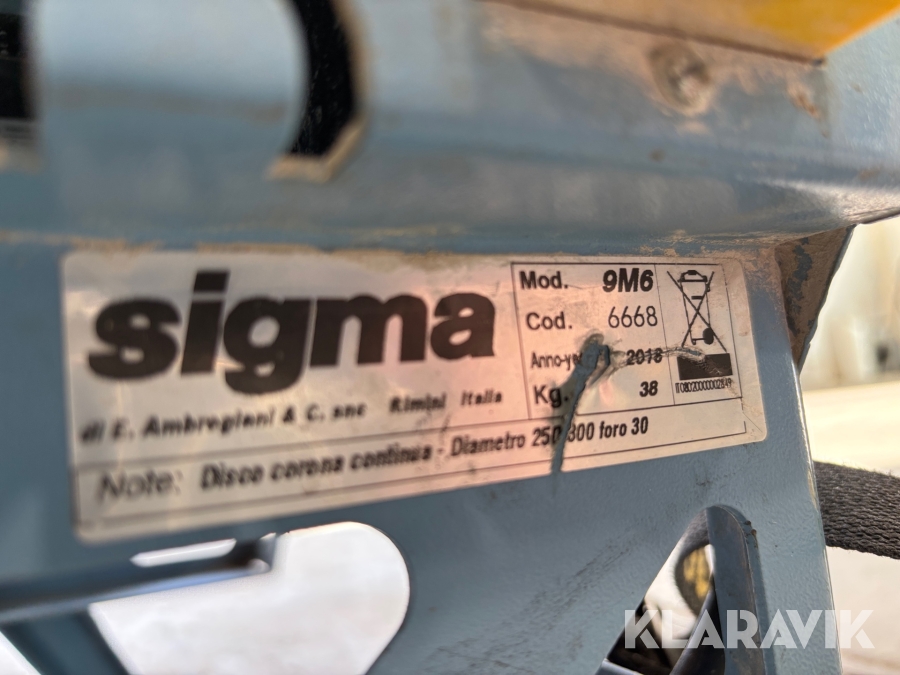 sigma
di E. Ambrogiani & C. snc Rimini Italia
Mod. 9M6
Cod. 6668
2018
Kg. 38
Note: Disco corona continua - Diametro 250 300 foro 30
KLARAVIK